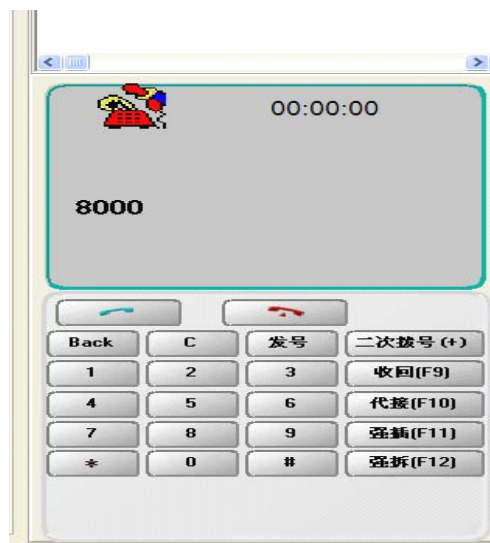 00:00:00
8000
Back C 发号 二次拨号(+)
1 2 3 收回(F9)
4 5 6 代接(F10)
7 8 9 强插(F11)
* 0 # 强拆(F12)